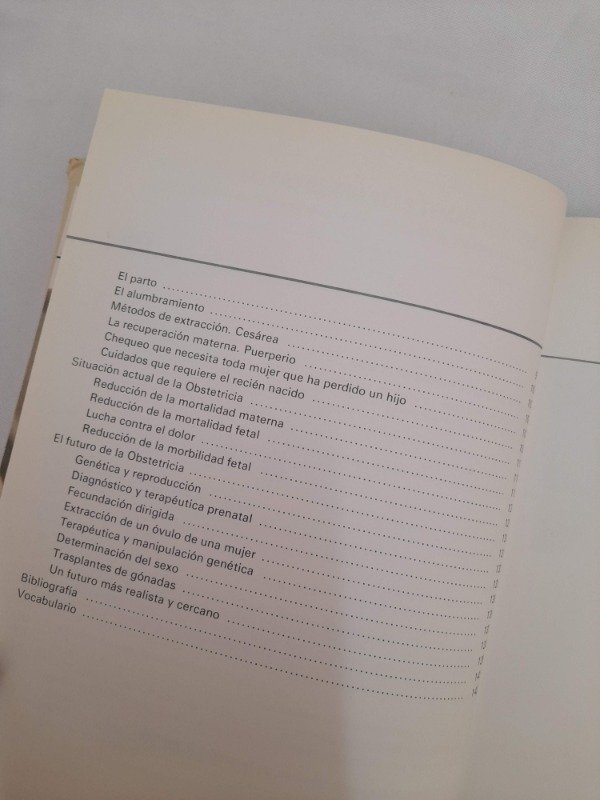 El parto
El alumbramiento
Métodos de extracción. Cesárea
La recuperación materna. Puerperio
Chequeo que necesita toda mujer que ha perdido un hijo
Cuidados que requiere el recién nacido
Situación actual de la Obstetricia
Reducción de la mortalidad materna
Reducción de la mortalidad fetal
Lucha contra el dolor
Reducción de la morbilidad fetal
El futuro de la Obstetricia
Genética y reproducción
Diagnóstico y terapéutica prenatal
Fecundación dirigida
Extracción de un óvulo de una mujer
Terapéutica y manipulación genética
Determinación del sexo
Trasplantes de gónadas
Un futuro más realista y cercano
Bibliografía
Vocabulario